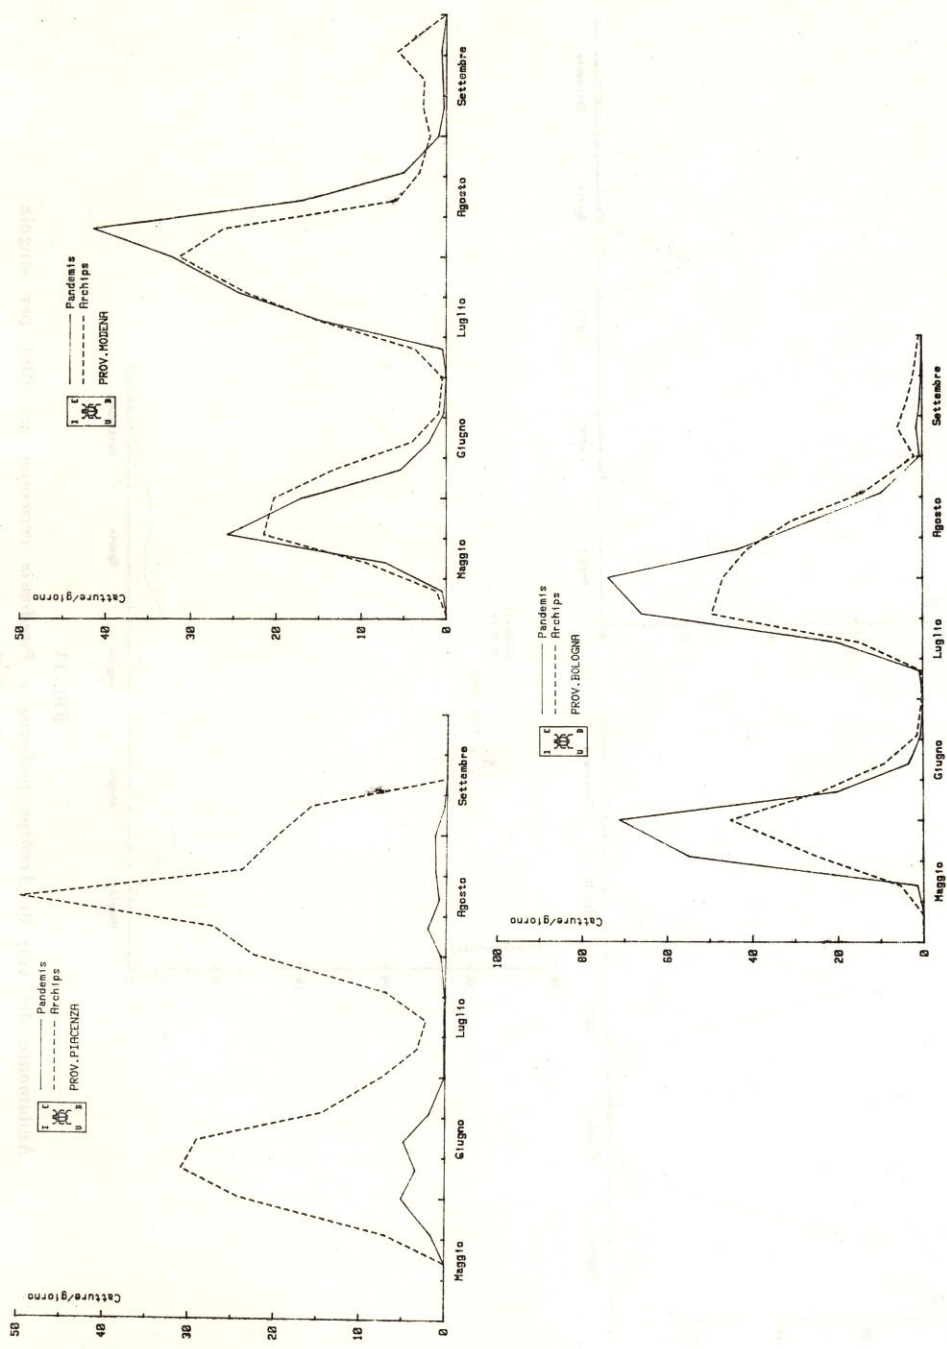 Catture/giorno
50
40
30
20
10
0
I E
U B
Pandemis
Archips
PROV.PIACENZA
Maggio
Giugno
Luglio
Agosto
Settembre
Catture/giorno
50
40
30
20
10
0
I E
U B
Pandemis
Archips
PROV.MODENA
Maggio
Giugno
Luglio
Agosto
Settembre
Catture/giorno
100
80
60
40
20
0
I E
U B
Pandemis
Archips
PROV.BOLOGNA
Maggio
Giugno
Luglio
Agosto
Settembre